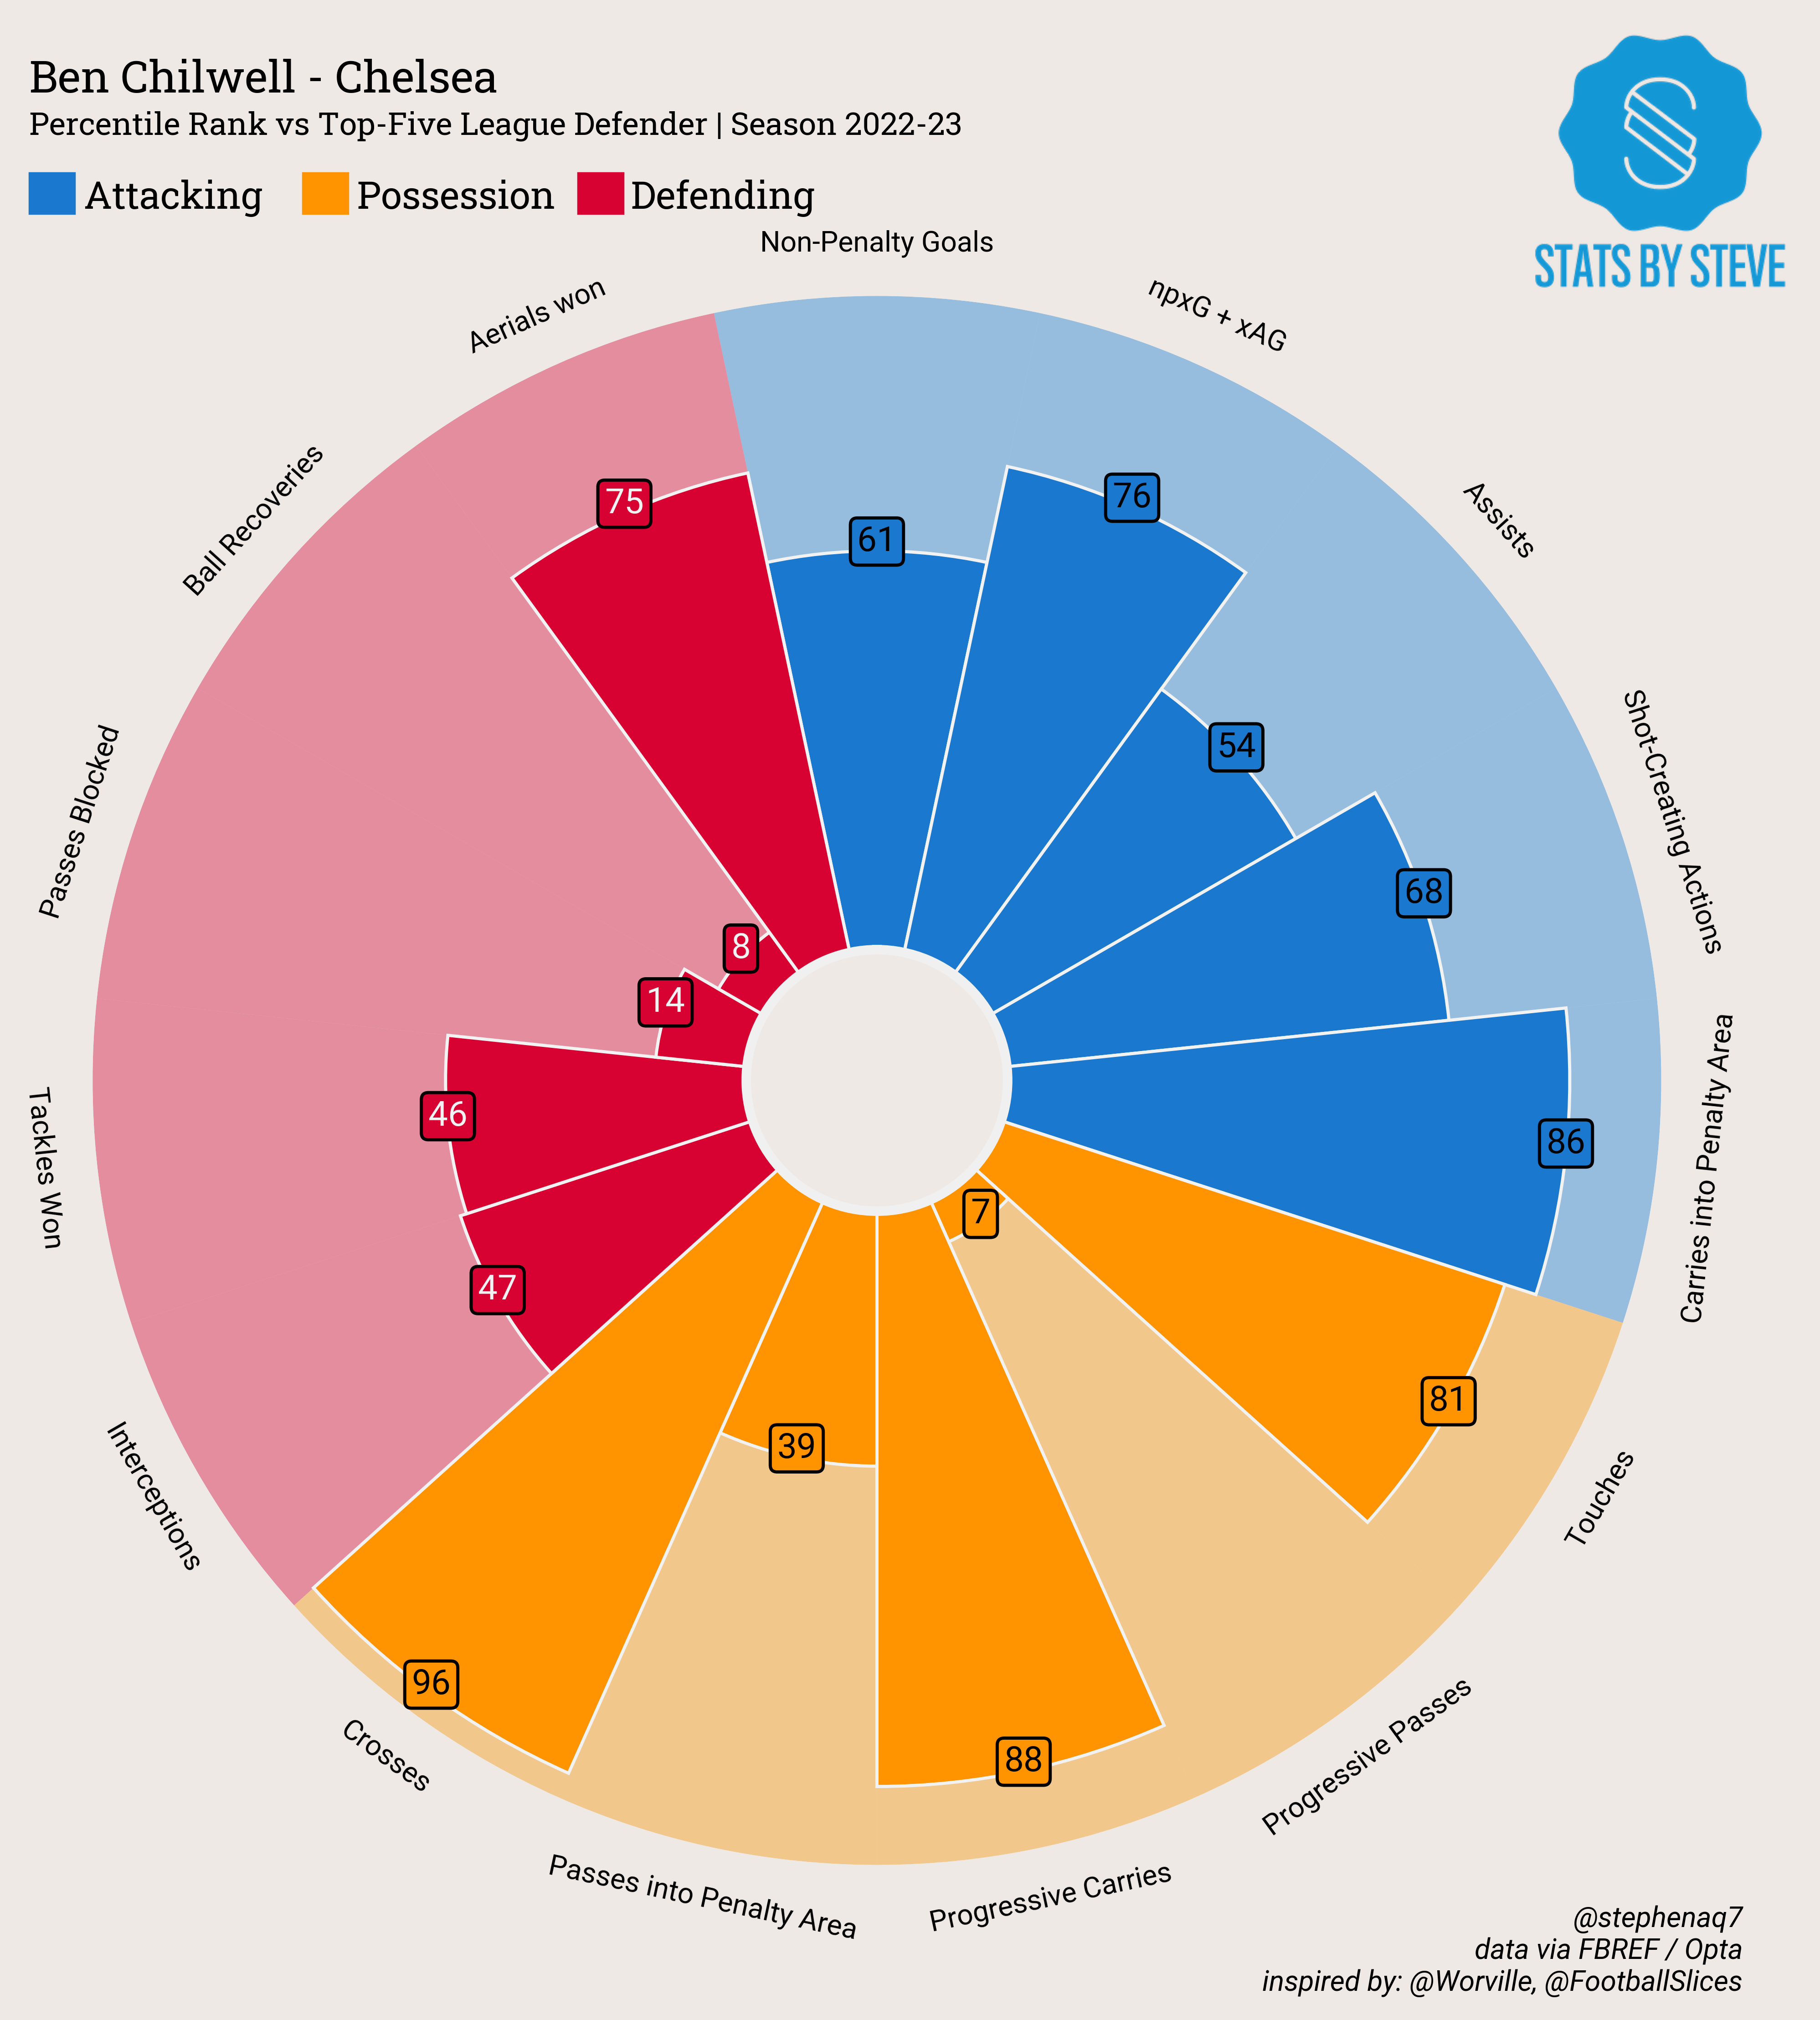 Ben Chilwell - Chelsea
Percentile Rank vs Top-Five League Defender | Season 2022-23
Attacking
Possession
Defending
STATS BY STEVE
Non-Penalty Goals
61
npxG + xAG
76
Assists
54
Shot-Creating Actions
68
Carries into Penalty Area
86
Touches
81
Progressive Passes
7
Progressive Carries
88
Passes into Penalty Area
39
Crosses
96
Interceptions
47
Tackles Won
46
Passes Blocked
14
Ball Recoveries
8
Aerials won
75
@stephenaq7
data via FBREF / Opta
inspired by: @Worville, @FootballSlices